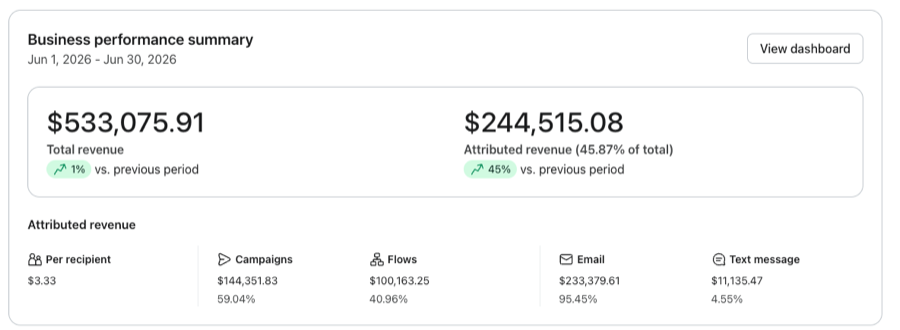 Business performance summary
Jun 1, 2026 - Jun 30, 2026
View dashboard
$533,075.91
Total revenue
1% vs. previous period
$244,515.08
Attributed revenue (45.87% of total)
45% vs. previous period
Attributed revenue
Per recipient
$3.33
Campaigns
$144,351.83
59.04%
Flows
$100,163.25
40.96%
Email
$233,379.61
95.45%
Text message
$11,135.47
4.55%